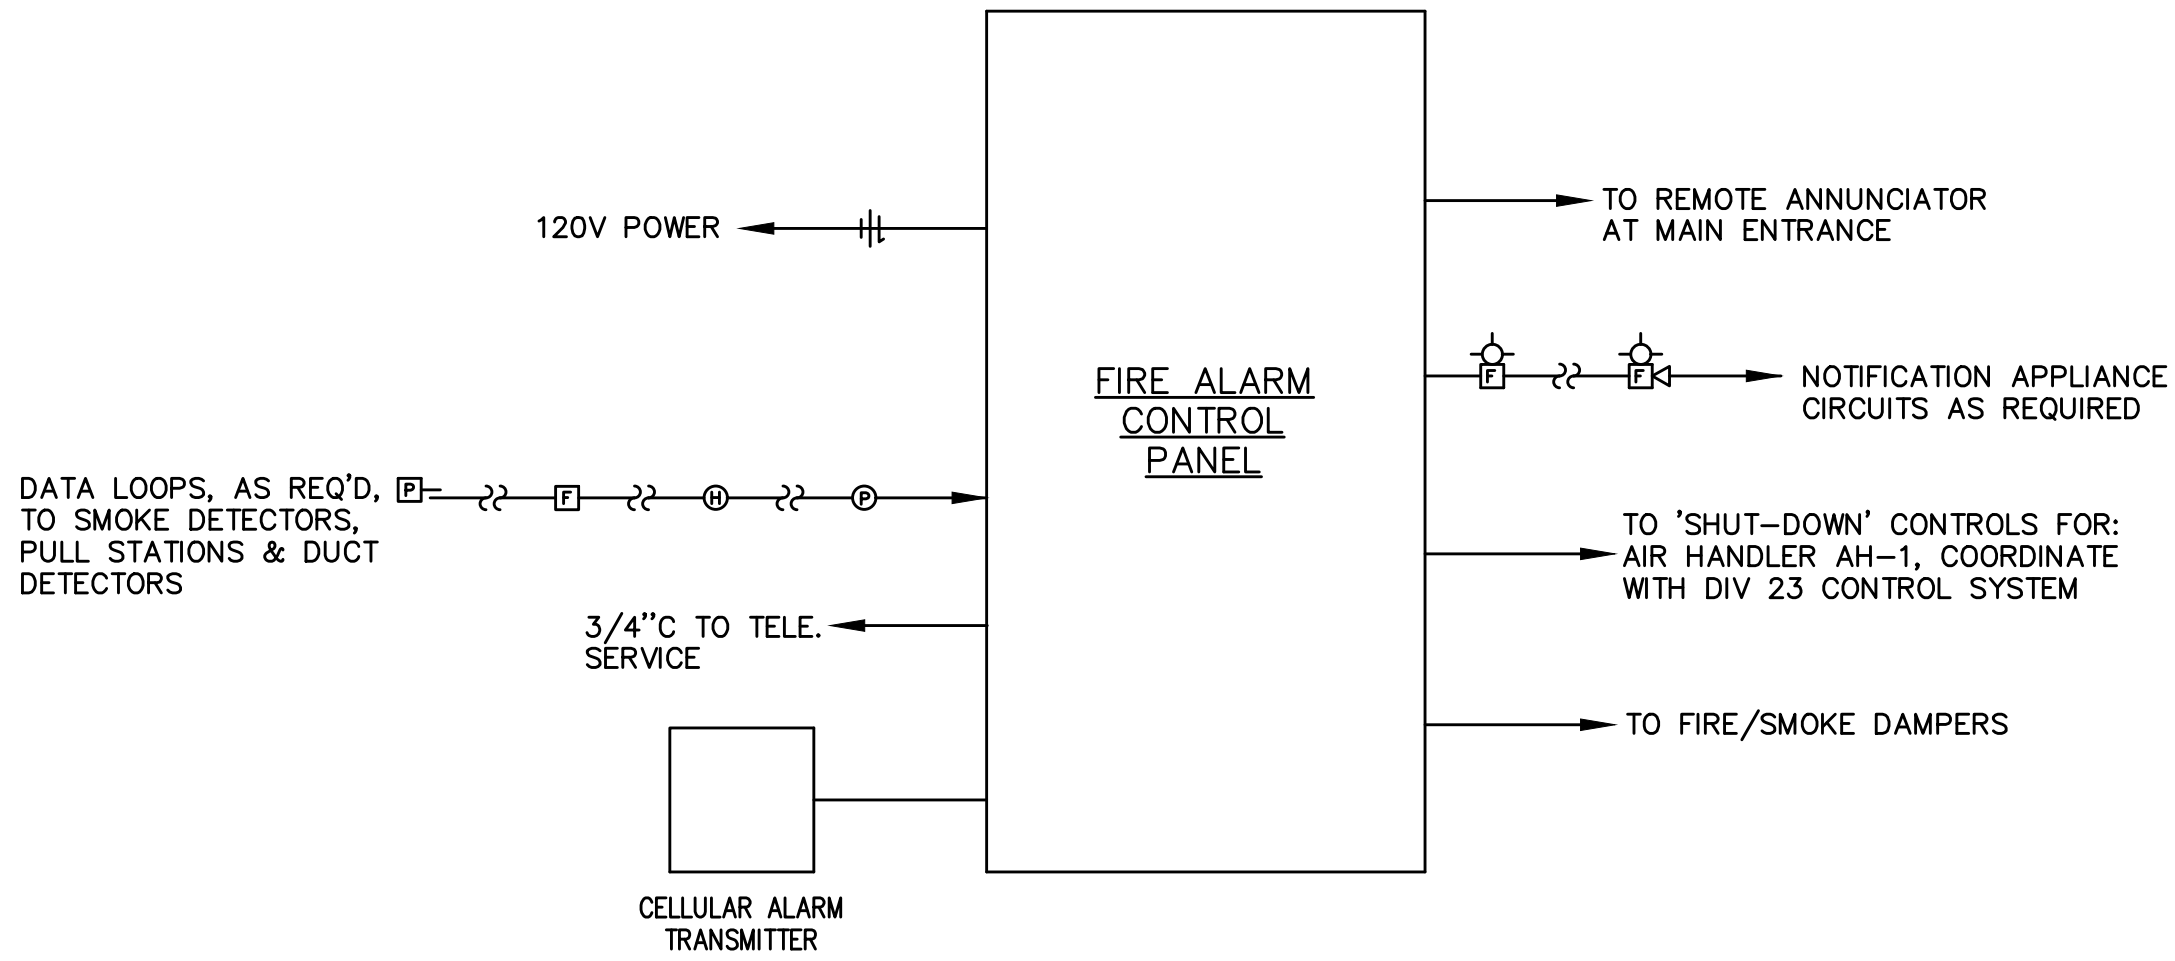 120V POWER
TO REMOTE ANNUNCIATOR
AT MAIN ENTRANCE
FIRE ALARM
CONTROL
PANEL
F
F
NOTIFICATION APPLIANCE
CIRCUITS AS REQUIRED
DATA LOOPS, AS REQ'D,
TO SMOKE DETECTORS,
PULL STATIONS & DUCT
DETECTORS
P
F
H
P
TO 'SHUT-DOWN' CONTROLS FOR:
AIR HANDLER AH-1, COORDINATE
WITH DIV 23 CONTROL SYSTEM
3/4"C TO TELE.
SERVICE
TO FIRE/SMOKE DAMPERS
CELLULAR ALARM
TRANSMITTER